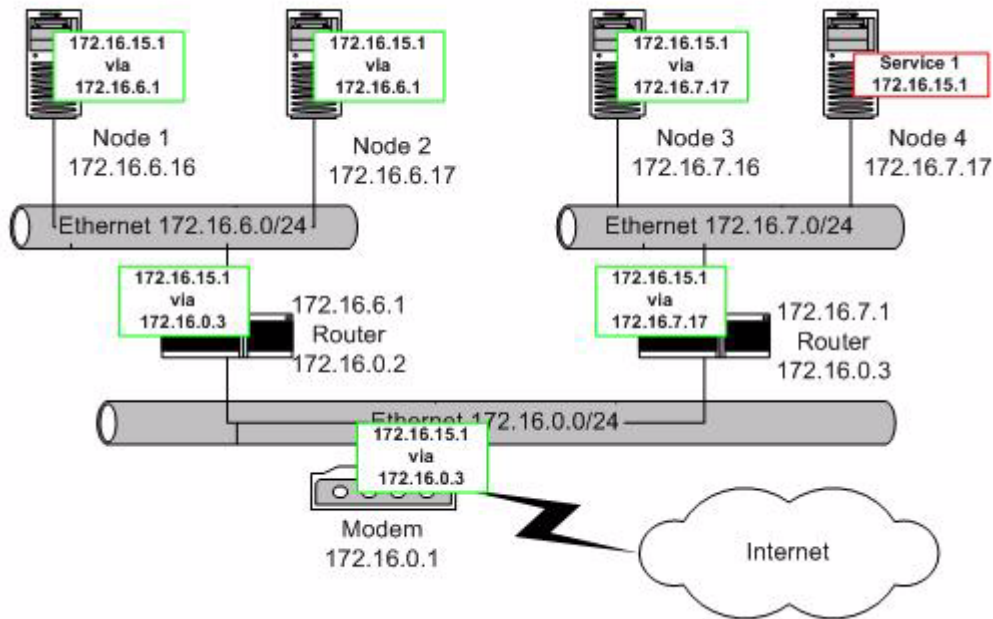 172.16.15.1
via
172.16.6.1
172.16.15.1
via
172.16.6.1
172.16.15.1
via
172.16.7.17
Service 1
172.16.15.1
Node 1
172.16.6.16
Node 2
172.16.6.17
Node 3
172.16.7.16
Node 4
172.16.7.17
Ethernet 172.16.6.0/24
Ethernet 172.16.7.0/24
172.16.15.1
via
172.16.0.3
172.16.6.1
Router
172.16.0.2
172.16.15.1
via
172.16.7.17
172.16.7.1
Router
172.16.0.3
Ethernet 172.16.0.0/24
172.16.15.1
via
172.16.0.3
Modem
172.16.0.1
Internet